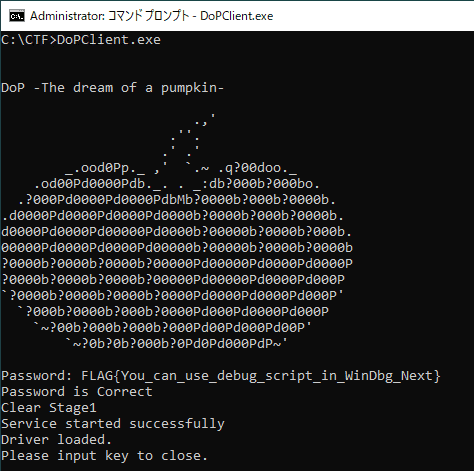 Administrator: コマンド プロンプト - DoPClient.exe
C:\CTF>DoPClient.exe
DoP -The dream of a pumpkin-
                            .,'
                         .''.
                        .' .'
        _.ood0Pp._ ,'  `.~ .q?00doo._
    .od00Pd0000Pdb._. . _:db?000b?000bo.
  .?000Pd0000Pd0000PdbMb?0000b?000b?0000b.
.d0000Pd0000Pd0000Pd0000b?0000b?000b?0000b.
d0000Pd0000Pd00000Pd0000b?00000b?0000b?000b.
00000Pd0000Pd0000Pd00000b?00000b?0000b?0000b
?0000b?0000b?0000b?00000Pd00000Pd0000Pd0000P
?0000b?0000b?0000b?00000Pd00000Pd0000Pd000P
`?0000b?0000b?0000b?0000Pd0000Pd0000Pd000P'
  `?000b?0000b?000b?0000Pd000Pd0000Pd000P
    `~?00b?000b?000b?000Pd00Pd000Pd00P'
        `~?0b?0b?000b?0Pd0Pd000PdP~'
Password: FLAG{You_can_use_debug_script_in_WinDbg_Next}
Password is Correct
Clear Stage1
Service started successfully
Driver loaded.
Please input key to close.